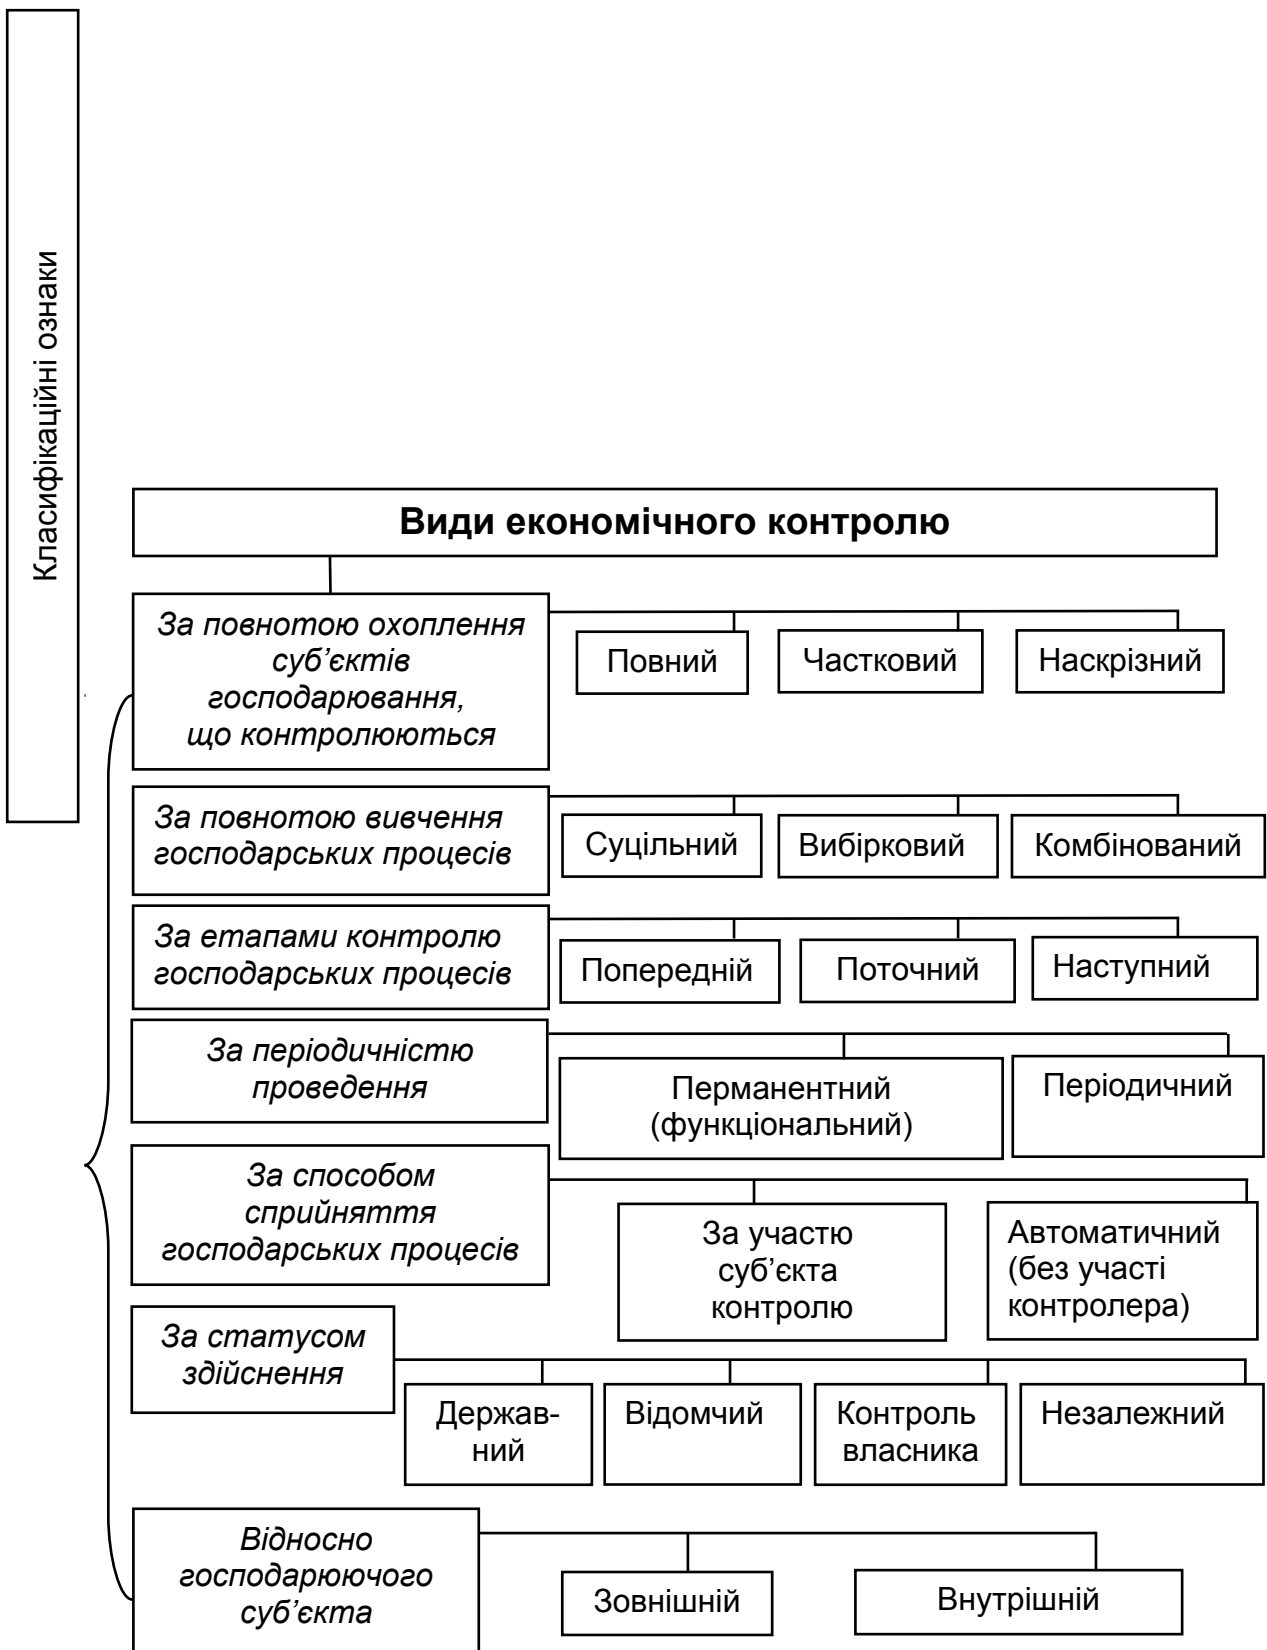 Класифікаційні ознаки
Види економічного контролю
За повнотою охоплення
суб’єктів
господарювання,
що контролюються
Повний
Частковий
Наскрізний
За повнотою вивчення
господарських процесів
Суцільний
Вибірковий
Комбінований
За етапами контролю
господарських процесів
Попередній
Поточний
Наступний
За періодичністю
проведення
Перманентний
(функціональний)
Періодичний
За способом
сприйняття
господарських процесів
За участю
суб’єкта
контролю
Автоматичний
(без участі
контролера)
За статусом
здійснення
Держав-
ний
Відомчий
Контроль
власника
Незалежний
Відносно
господарюючого
суб’єкта
Зовнішній
Внутрішній